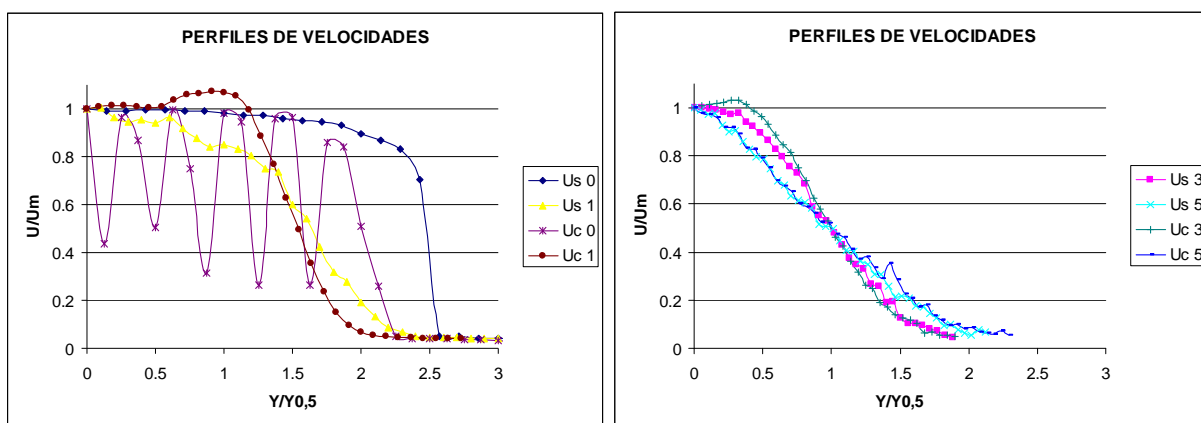 PERFILES DE VELOCIDADES
U/Um
1
0.8
0.6
0.4
0.2
0
0 0.5 1 1.5 2 2.5 3
Y/Y0,5
Us 0
Us 1
Uc 0
Uc 1
PERFILES DE VELOCIDADES
U/Um
1
0.8
0.6
0.4
0.2
0
0 0.5 1 1.5 2 2.5 3
Y/Y0,5
Us 3
Us 5
Uc 3
Uc 5